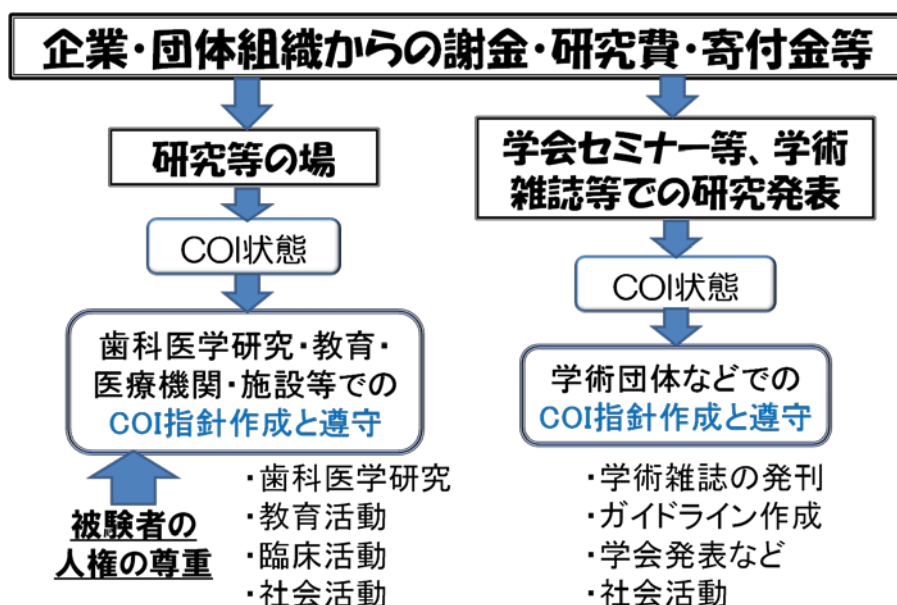 企業・団体組織からの謝金・研究費・寄付金等
研究等の場
COI状態
歯科医学研究・教育・
医療機関・施設等での
COI指針作成と遵守
被験者の
人権の尊重
・歯科医学研究
・教育活動
・臨床活動
・社会活動
学会セミナー等、学術
雑誌等での研究発表
COI状態
学術団体などでの
COI指針作成と遵守
・学術雑誌の発刊
・ガイドライン作成
・学会発表など
・社会活動